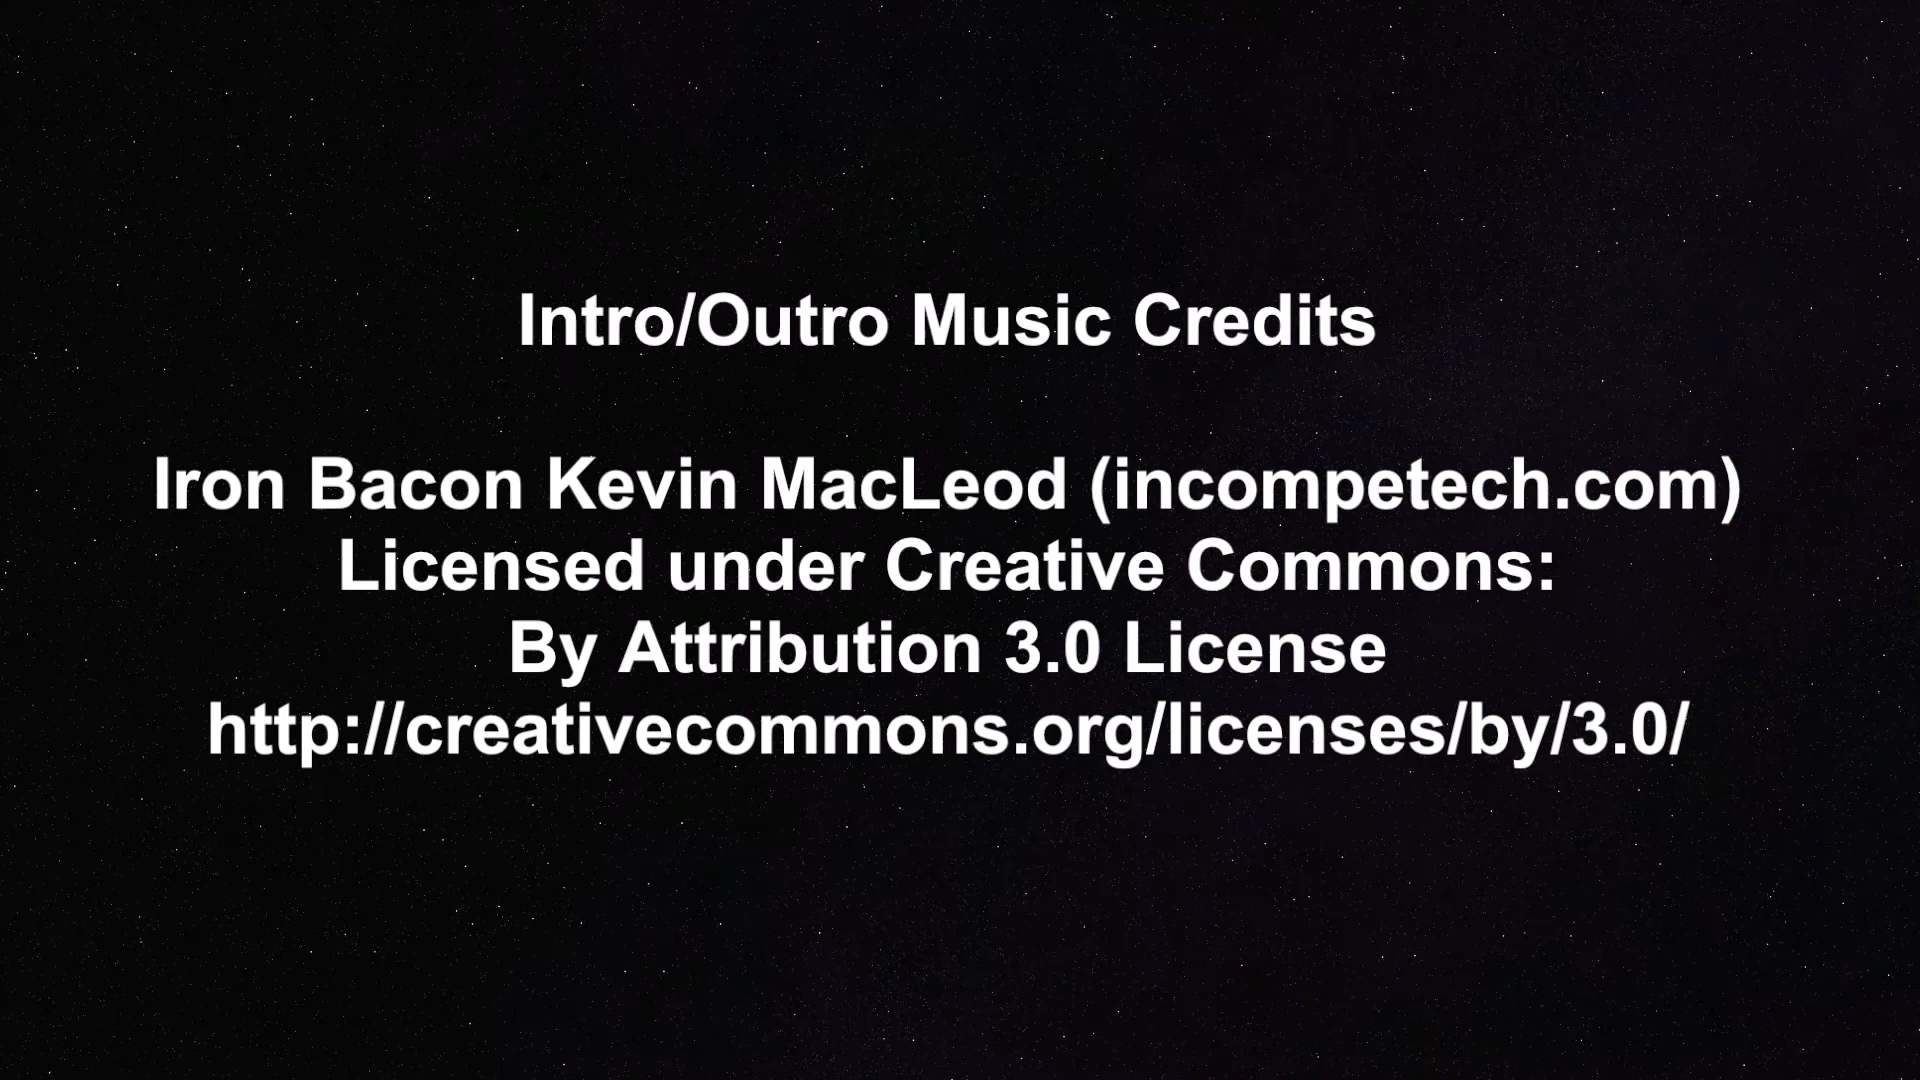 Intro/Outro Music Credits
Iron Bacon Kevin MacLeod (incompetech.com)
Licensed under Creative Commons:
By Attribution 3.0 License
http://creativecommons.org/licenses/by/3.0/